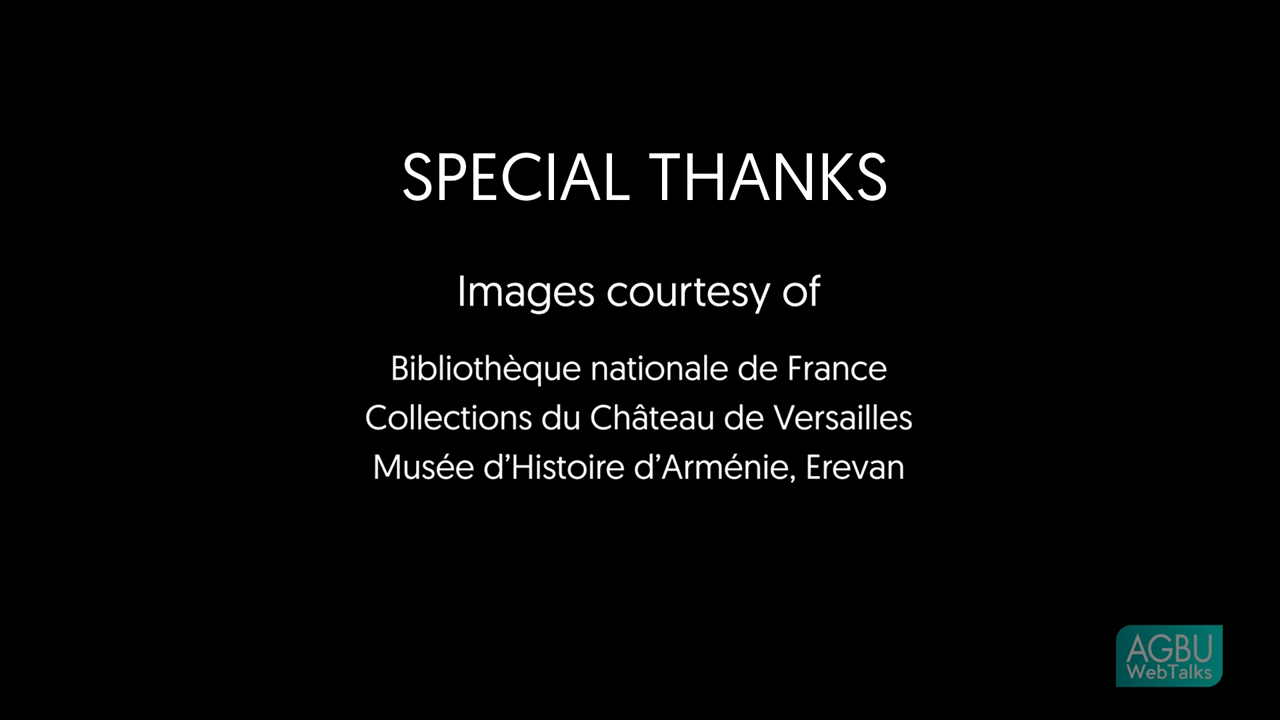 SPECIAL THANKS
Images courtesy of
Bibliothèque nationale de France
Collections du Château de Versailles
Musée d’Histoire d’Arménie, Erevan
AGBU
WebTalks